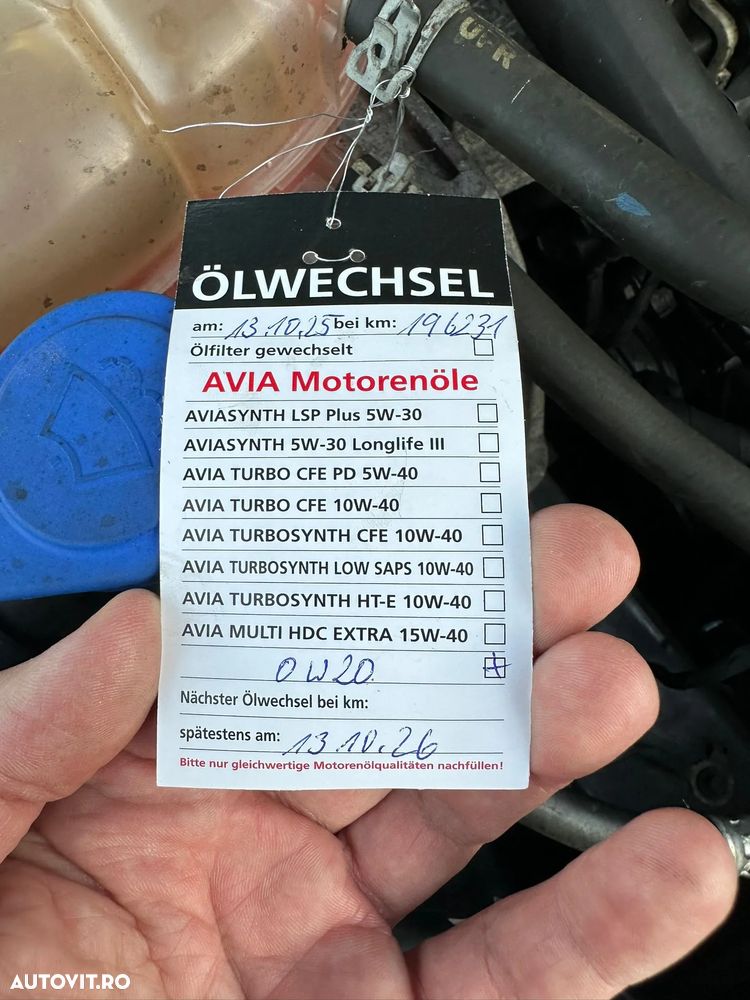 ÖLWECHSEL
am: 13.10.25 bei km: 196231
Ölfilter gewechselt
AVIA Motorenöle
AVIASYNTH LSP Plus 5W-30
AVIASYNTH 5W-30 Longlife III
AVIA TURBO CFE PD 5W-40
AVIA TURBO CFE 10W-40
AVIA TURBOSYNTH CFE 10W-40
AVIA TURBOSYNTH LOW SAPS 10W-40
AVIA TURBOSYNTH HT-E 10W-40
AVIA MULTI HDC EXTRA 15W-40
0W20
Nächster Ölwechsel bei km:
spätestens am: 13 10.26
Bitte nur gleichwertige Motorenölqualitäten nachfüllen!
AUTOVIT.RO